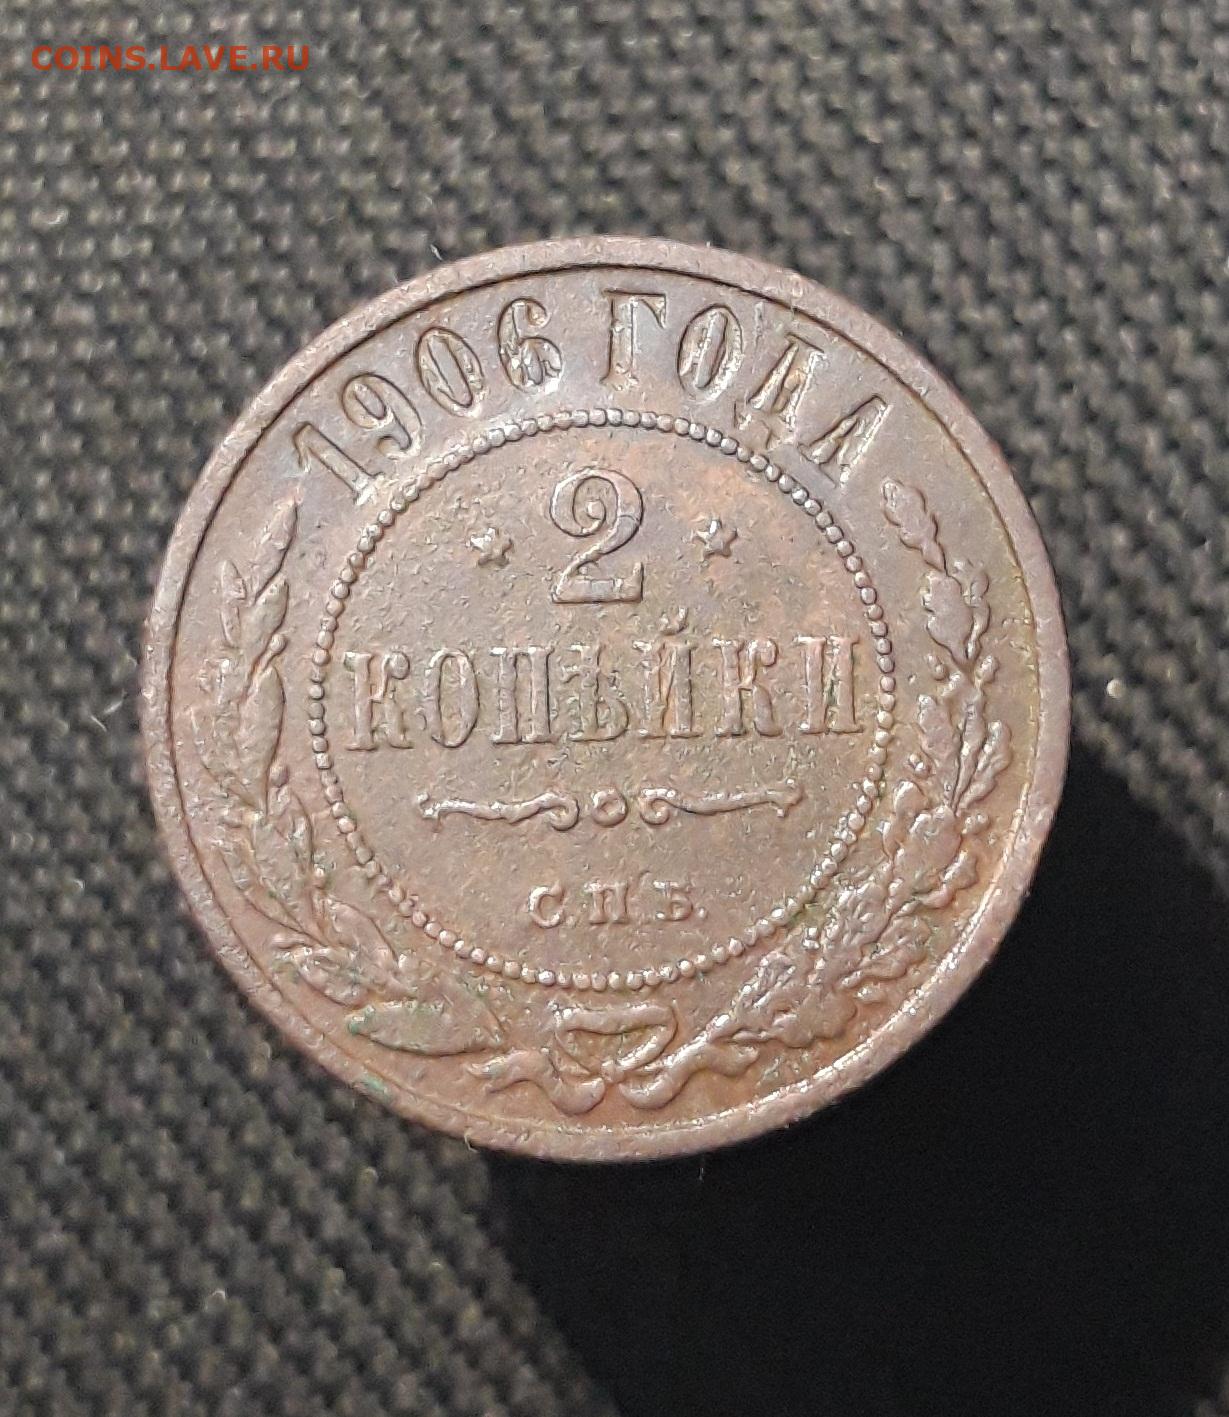 COINS.LAVE.RU
1906 ГОДА
* 2 *
КОПѢЙКИ
С.П.Б.